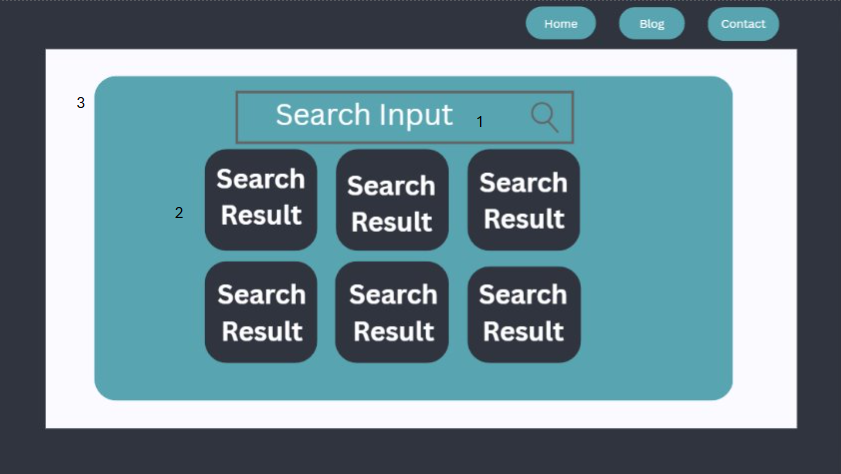 Home Blog Contact
3
Search Input 1
Search Search Search
Result Result Result
2
Search Search Search
Result Result Result